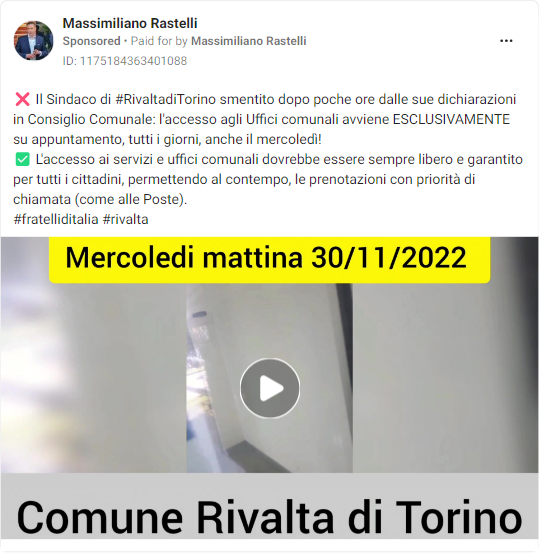 Massimiliano Rastelli
Sponsored • Paid for by Massimiliano Rastelli
ID: 1175184363401088
❌ Il Sindaco di #RivaltadiTorino smentito dopo poche ore dalle sue dichiarazioni
in Consiglio Comunale: l'accesso agli Uffici comunali avviene ESCLUSIVAMENTE
su appuntamento, tutti i giorni, anche il mercoledì!
✅ L'accesso ai servizi e uffici comunali dovrebbe essere sempre libero e garantito
per tutti i cittadini, permettendo al contempo, le prenotazioni con priorità di
chiamata (come alle Poste).
#fratelliditalia #rivalta
Mercoledi mattina 30/11/2022
Comune Rivalta di Torino